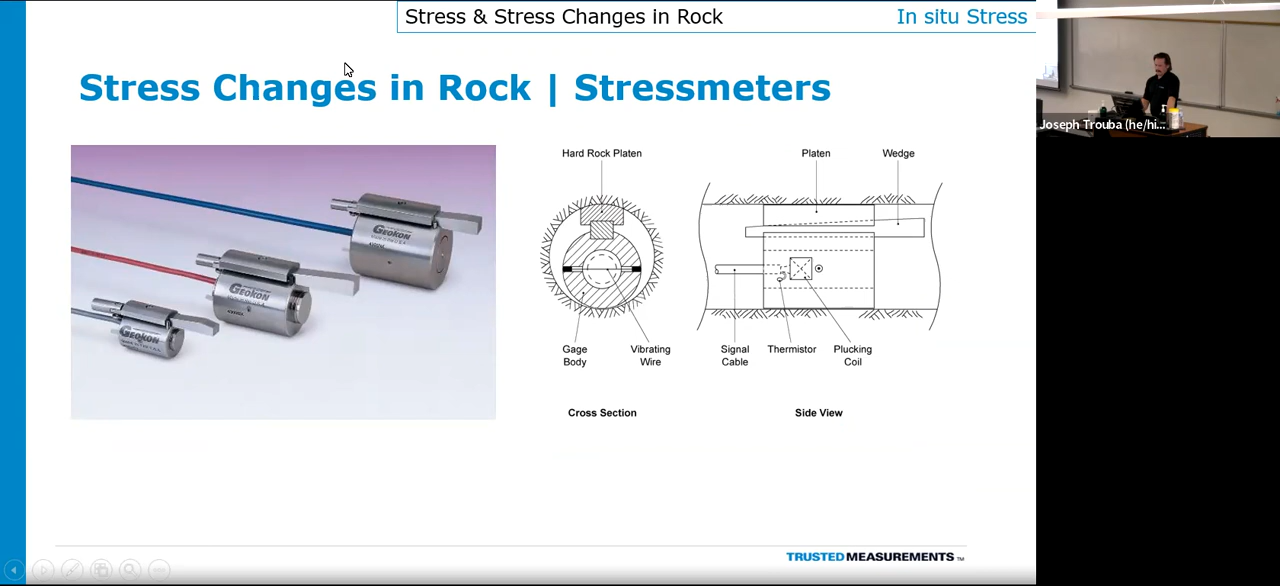 Stress & Stress Changes in Rock
In situ Stress
Stress Changes in Rock | Stressmeters
Hard Rock Platen
Platen
Wedge
GEOKON
GEOKON
GEOKON
Gage
Body
Vibrating
Wire
Signal
Cable
Thermistor
Plucking
Coil
Cross Section
Side View
TRUSTED MEASUREMENTS ™
Joseph Trouba (he/hi...